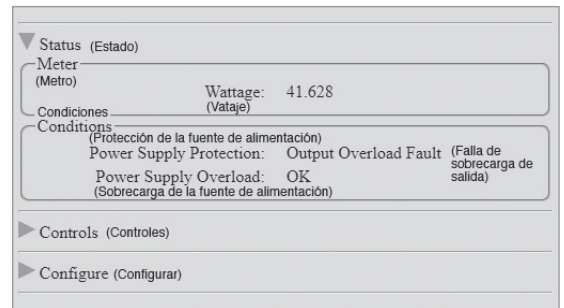 Status (Estado)
Meter
(Metro)
Wattage: 41.628
(Vataje)
Condiciones
Conditions
(Protección de la fuente de alimentación)
Power Supply Protection: Output Overload Fault (Falla de
sobrecarga de
salida)
Power Supply Overload: OK
(Sobrecarga de la fuente de alimentación)
Controls (Controles)
Configure (Configurar)